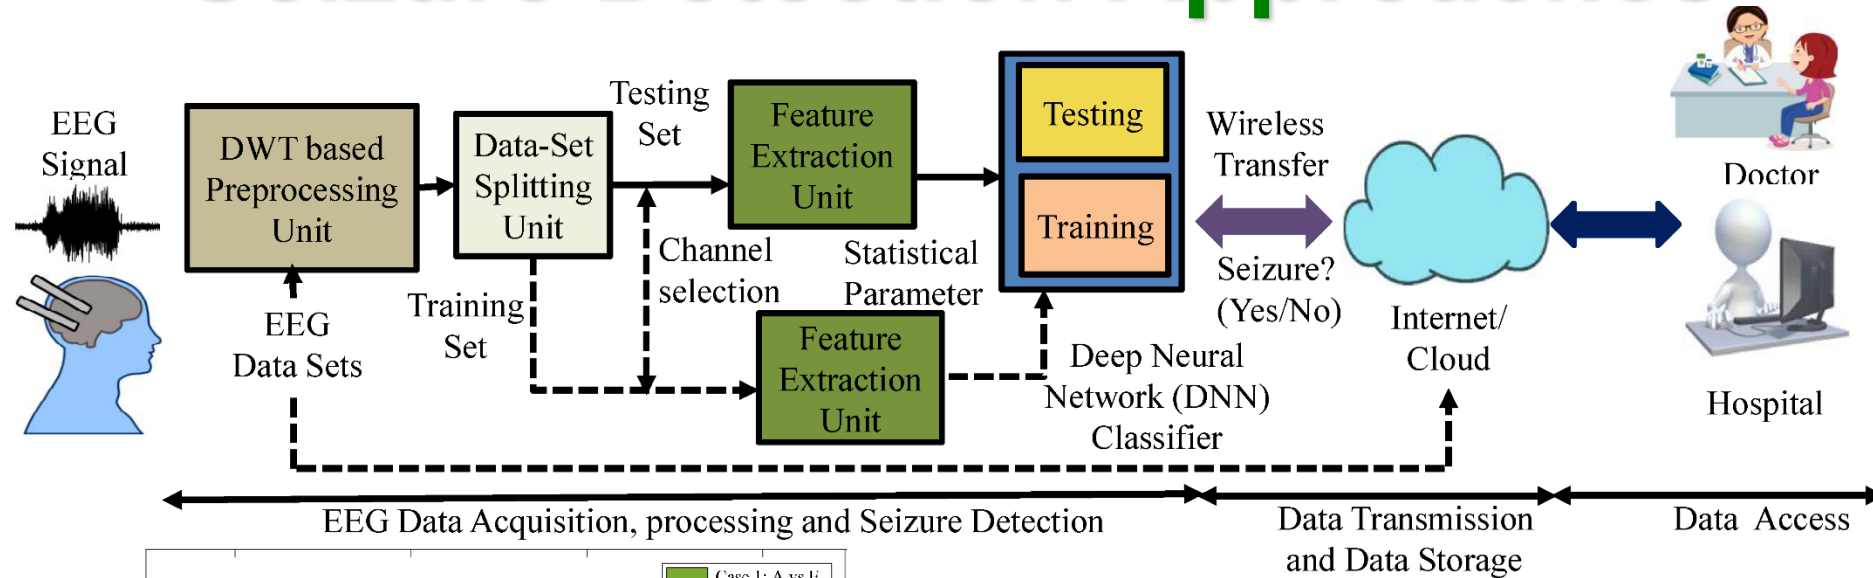 EEG
Signal
DWT based
Preprocessing
Unit
EEG
Data Sets
Data-Set
Splitting
Unit
Testing
Set
Training
Set
Channel
selection
Feature
Extraction
Unit
Statistical
Parameter
Feature
Extraction
Unit
Testing
Training
Deep Neural
Network (DNN)
Classifier
Wireless
Transfer
Seizure?
(Yes/No)
Internet/
Cloud
Doctor
Hospital
EEG Data Acquisition, processing and Seizure Detection
Data Transmission
and Data Storage
Data Access
Case 1: A vs